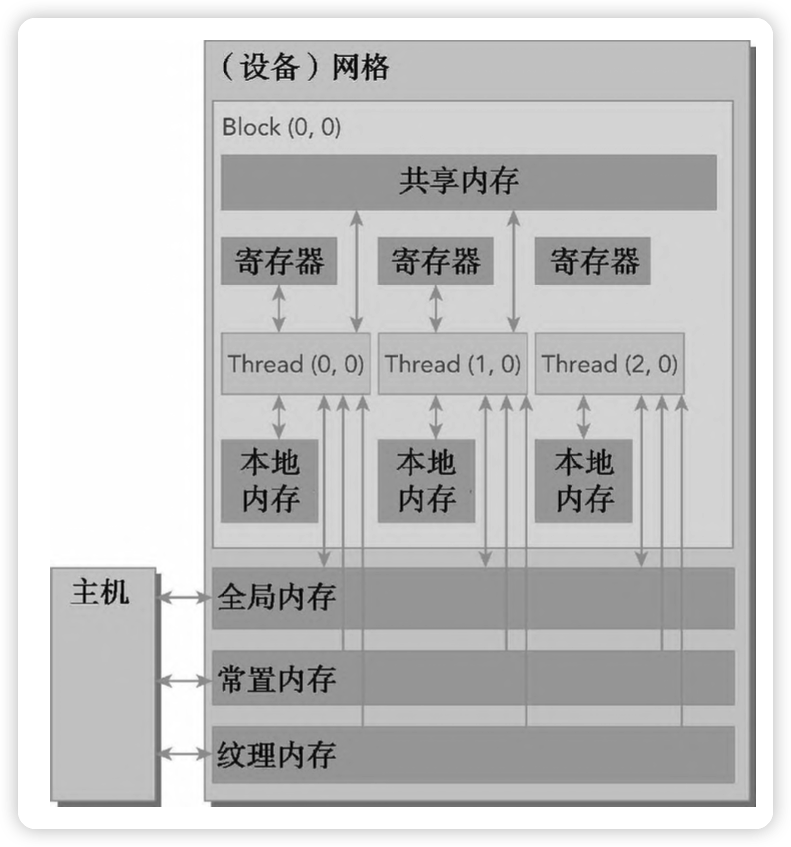 （设备）网格
Block (0, 0)
共享内存
寄存器 寄存器 寄存器
Thread (0, 0) Thread (1, 0) Thread (2, 0)
本地 本地 本地
内存 内存 内存
主机 全局内存
常置内存
纹理内存